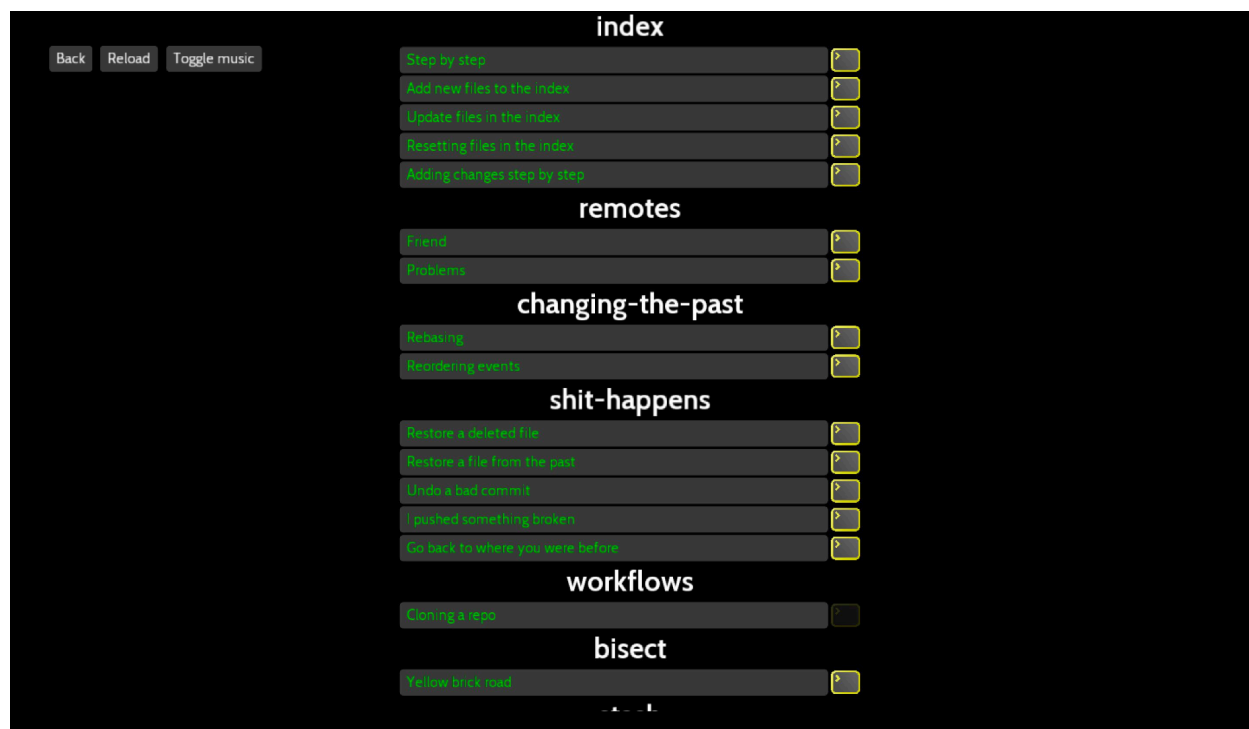 index
Back Reload Toggle music
Step by step
Add new files to the index
Update files in the index
Resetting files in the index
Adding changes step by step
remotes
Friend
Problems
changing-the-past
Rebasing
Reordering events
shit-happens
Restore a deleted file
Restore a file from the past
Undo a bad commit
I pushed something broken
Go back to where you were before
workflows
Cloning a repo
bisect
Yellow brick road